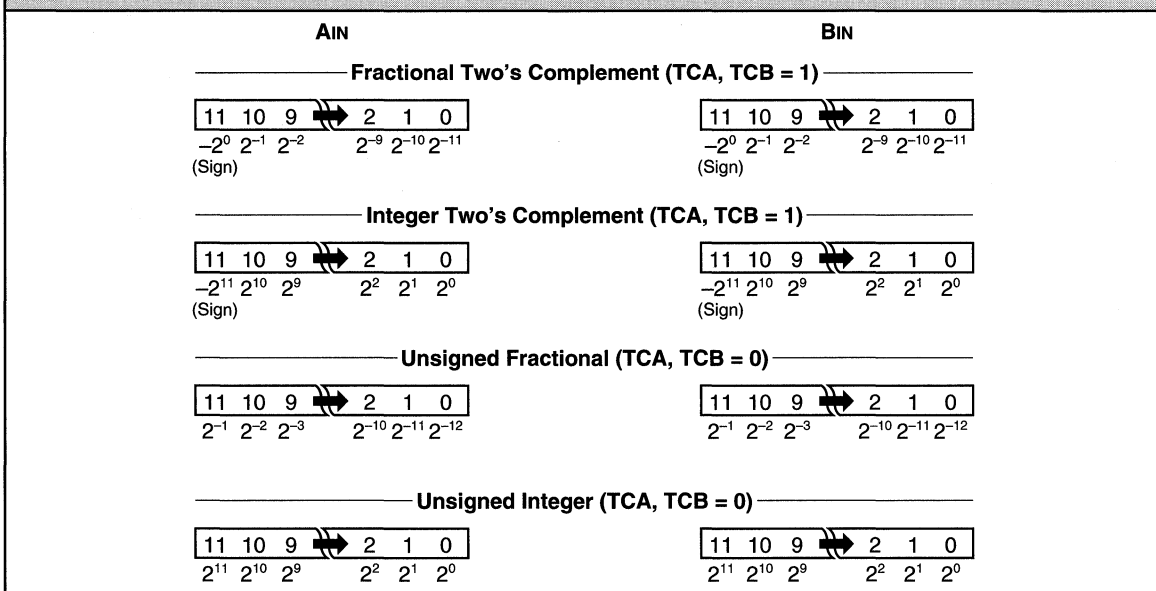 AIN BIN
Fractional Two's Complement (TCA, TCB = 1)
11 10 9 2 1 0 11 10 9 2 1 0
–2⁰ 2⁻¹ 2⁻² 2⁻⁹ 2⁻¹⁰ 2⁻¹¹ –2⁰ 2⁻¹ 2⁻² 2⁻⁹ 2⁻¹⁰ 2⁻¹¹
(Sign) (Sign)
Integer Two's Complement (TCA, TCB = 1)
11 10 9 2 1 0 11 10 9 2 1 0
–2¹¹ 2¹⁰ 2⁹ 2² 2¹ 2⁰ –2¹¹ 2¹⁰ 2⁹ 2² 2¹ 2⁰
(Sign) (Sign)
Unsigned Fractional (TCA, TCB = 0)
11 10 9 2 1 0 11 10 9 2 1 0
2⁻¹ 2⁻² 2⁻³ 2⁻¹⁰ 2⁻¹¹ 2⁻¹² 2⁻¹ 2⁻² 2⁻³ 2⁻¹⁰ 2⁻¹¹ 2⁻¹²
Unsigned Integer (TCA, TCB = 0)
11 10 9 2 1 0 11 10 9 2 1 0
2¹¹ 2¹⁰ 2⁹ 2² 2¹ 2⁰ 2¹¹ 2¹⁰ 2⁹ 2² 2¹ 2⁰